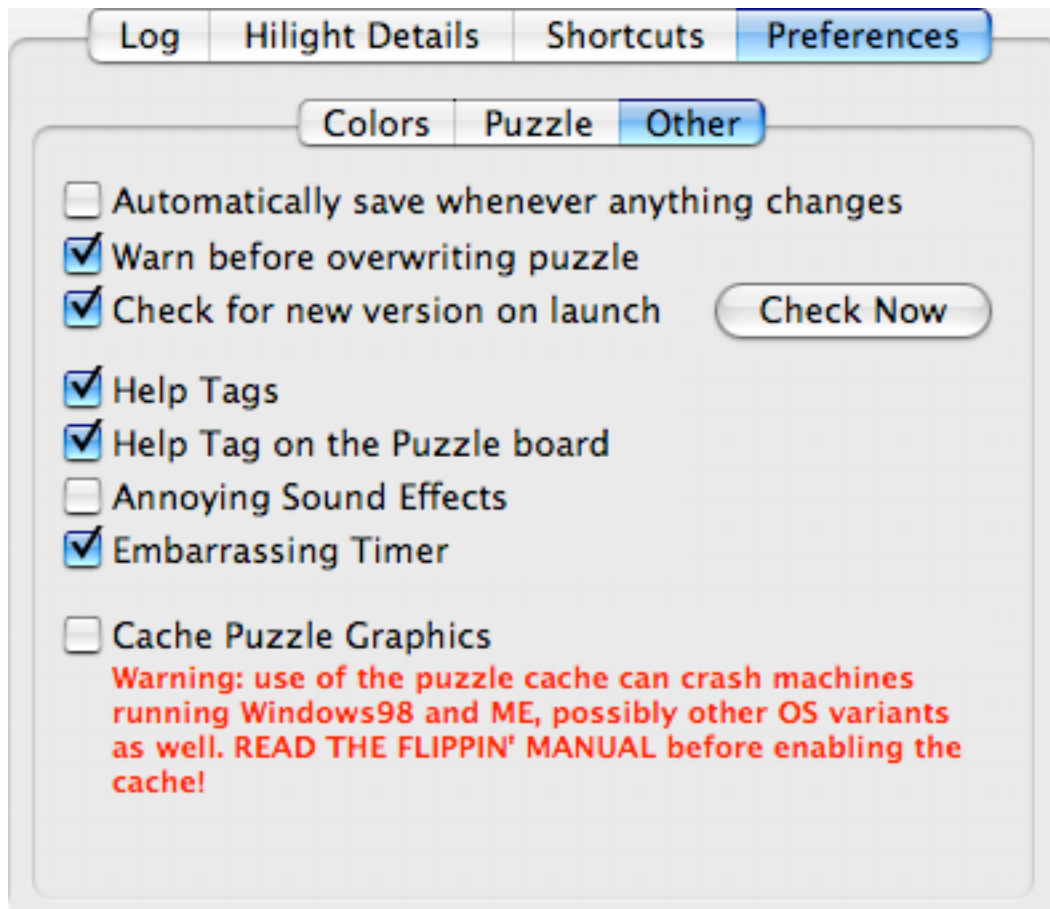 Log Hilight Details Shortcuts Preferences
Colors Puzzle Other
Automatically save whenever anything changes
Warn before overwriting puzzle
Check for new version on launch Check Now
Help Tags
Help Tag on the Puzzle board
Annoying Sound Effects
Embarrassing Timer
Cache Puzzle Graphics
Warning: use of the puzzle cache can crash machines
running Windows98 and ME, possibly other OS variants
as well. READ THE FLIPPIN' MANUAL before enabling the
cache!